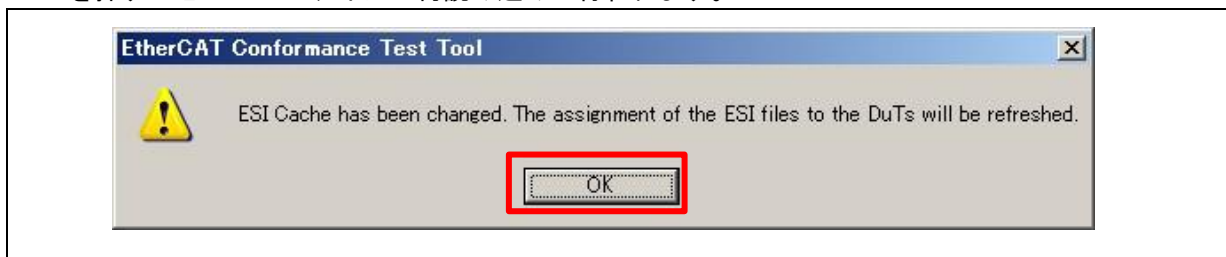 EtherCAT Conformance Test Tool
ESI Cache has been changed. The assignment of the ESI files to the DuTs will be refreshed.
OK